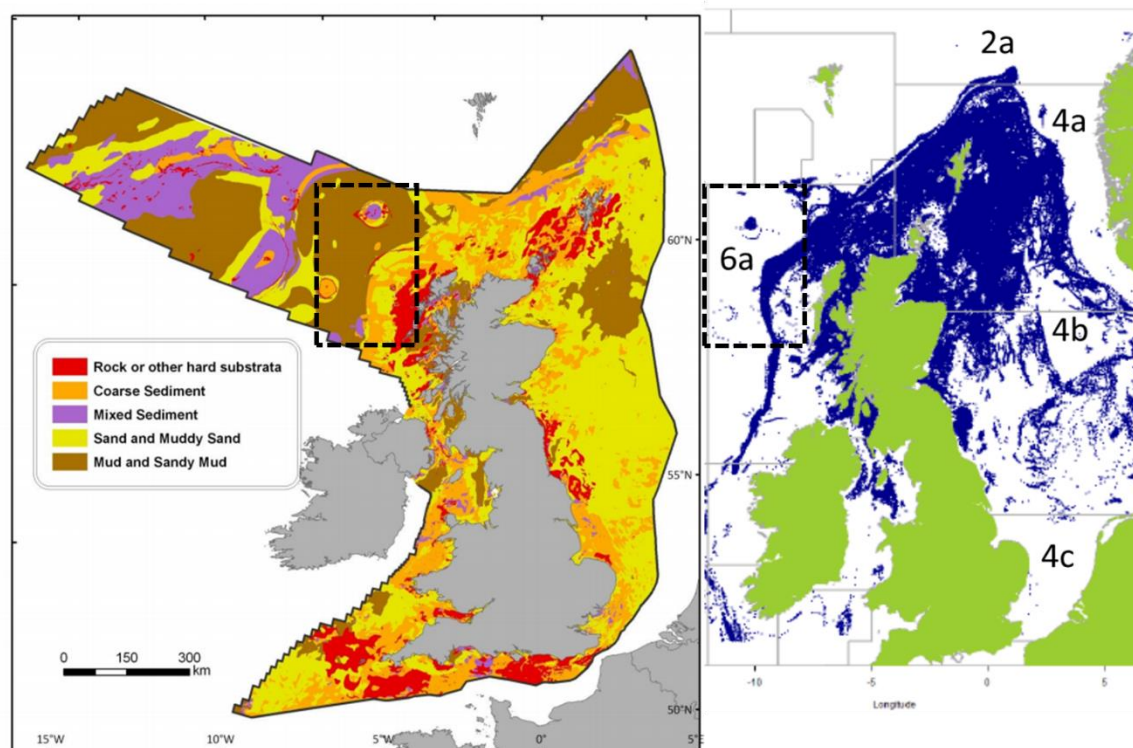 2a
4a
60°N
6a
4b
Rock or other hard substrata
Coarse Sediment
Mixed Sediment
Sand and Muddy Sand
Mud and Sandy Mud
55°N
4c
0 150 300
km
50°N
15°W 10°W 5°W 0° 5°E
-10 -5 0 5
Longitude